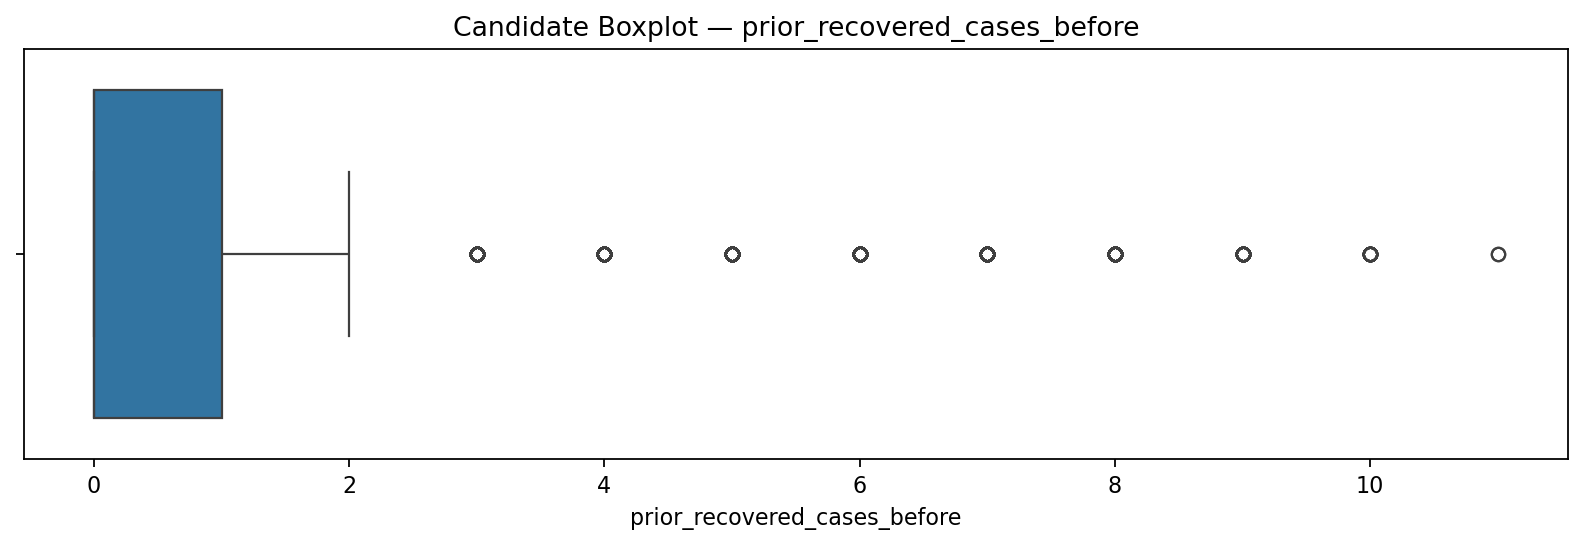 Candidate Boxplot — prior_recovered_cases_before
0 2 4 6 8 10
prior_recovered_cases_before